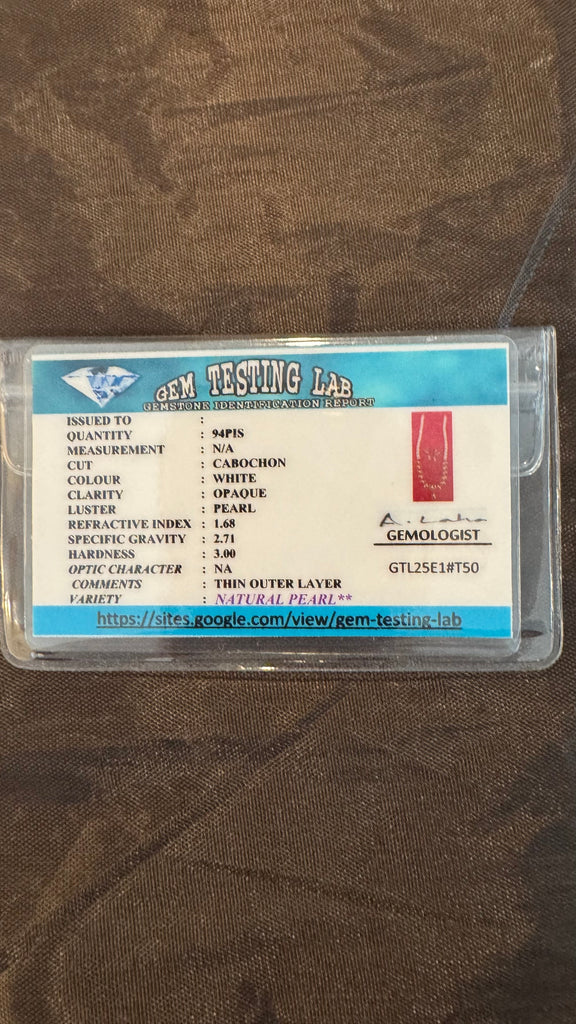 GEM TESTING LAB
GEMSTONE IDENTIFICATION REPORT
ISSUED TO :
QUANTITY : 94PIS
MEASUREMENT : N/A
CUT : CABOCHON
COLOUR : WHITE
CLARITY : OPAQUE
LUSTER : PEARL
REFRACTIVE INDEX : 1.68
SPECIFIC GRAVITY : 2.71
HARDNESS : 3.00
OPTIC CHARACTER : NA
COMMENTS : THIN OUTER LAYER
VARIETY : NATURAL PEARL**
A. Laha
GEMOLOGIST
GTL25E1#T50
https://sites.google.com/view/gem-testing-lab